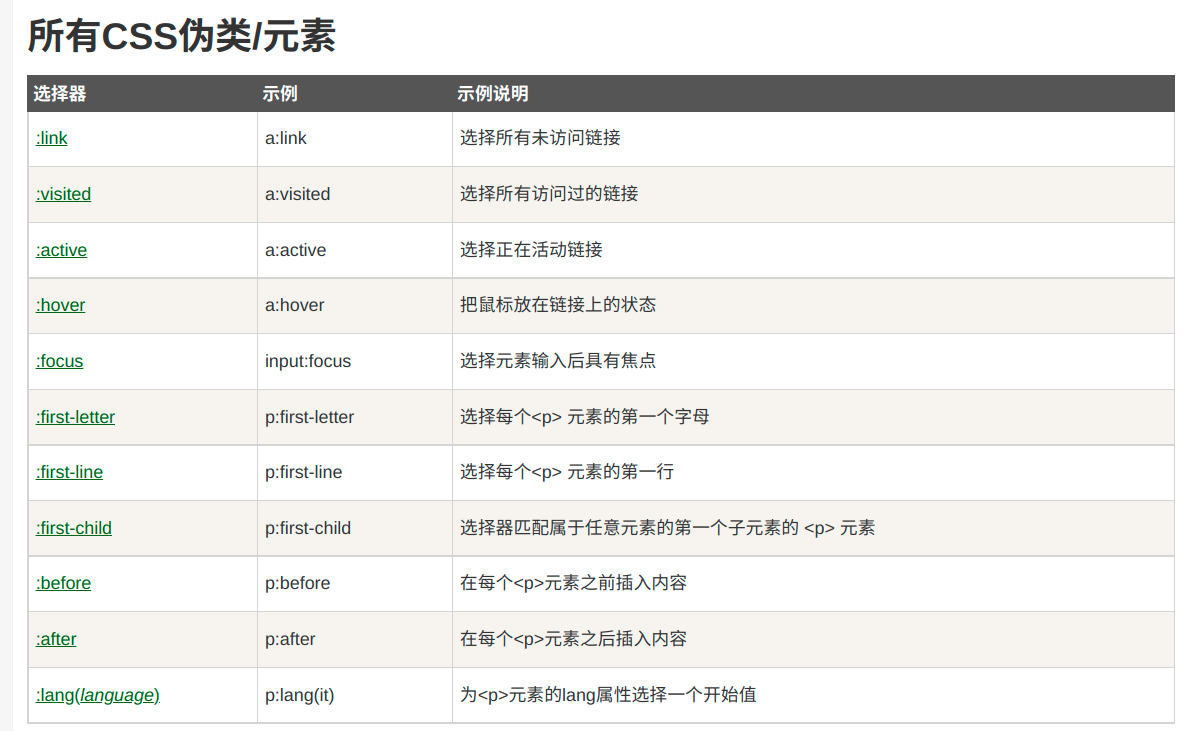 所有CSS伪类/元素
选择器 示例 示例说明
:link a:link 选择所有未访问链接
:visited a:visited 选择所有访问过的链接
:active a:active 选择正在活动链接
:hover a:hover 把鼠标放在链接上的状态
:focus input:focus 选择元素输入后具有焦点
:first-letter p:first-letter 选择每个<p> 元素的第一个字母
:first-line p:first-line 选择每个<p> 元素的第一行
:first-child p:first-child 选择器匹配属于任意元素的第一个子元素的 <p> 元素
:before p:before 在每个<p>元素之前插入内容
:after p:after 在每个<p>元素之后插入内容
:lang(language) p:lang(it) 为<p>元素的lang属性选择一个开始值